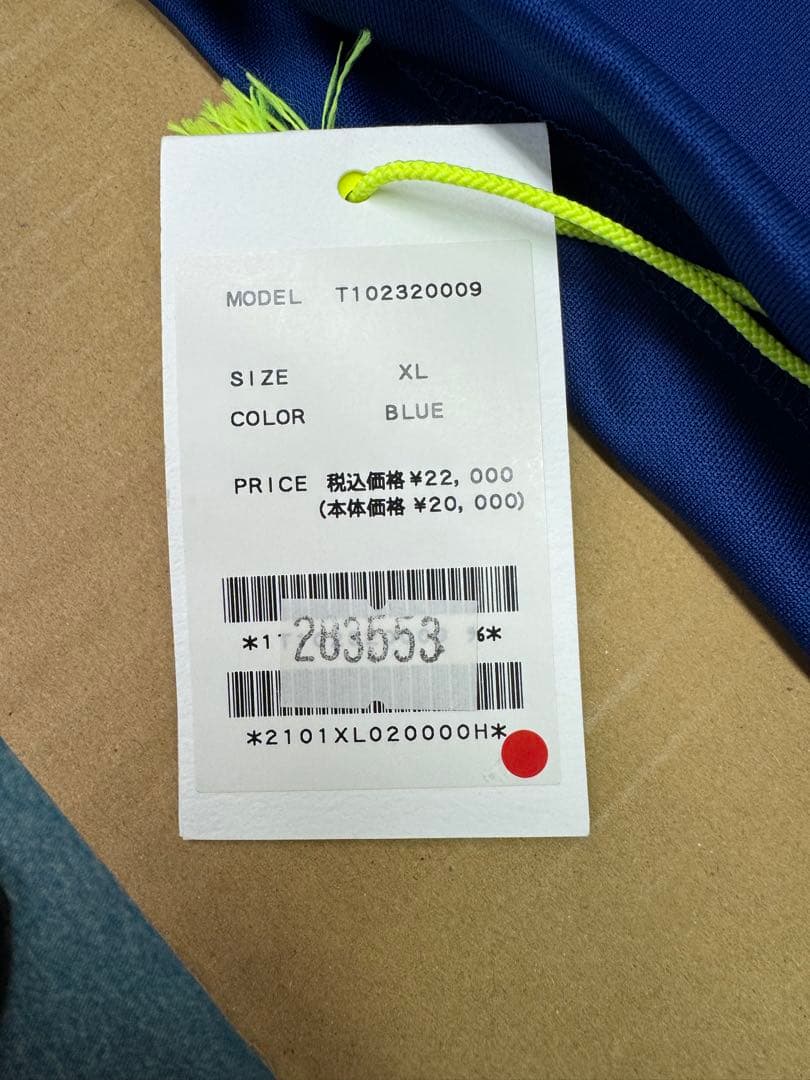 MODEL T102320009
SIZE XL
COLOR BLUE
PRICE 税込価格 ¥22,000
(本体価格 ¥20,000)
283553
*2101XL020000H*